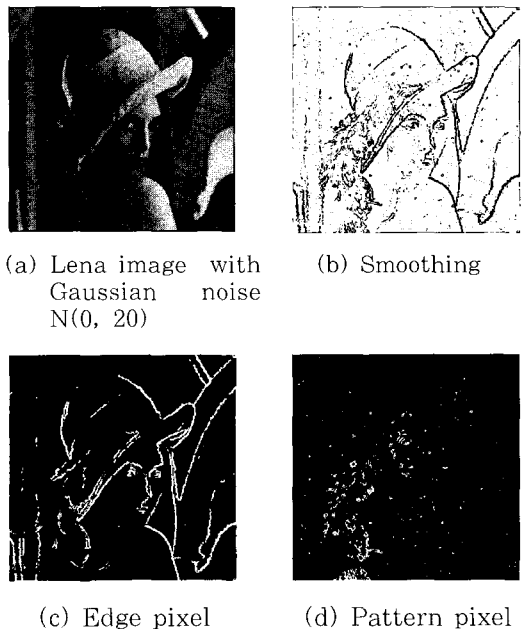 (a) Lena image with
Gaussian noise
N(0, 20)
(b) Smoothing
(c) Edge pixel
(d) Pattern pixel